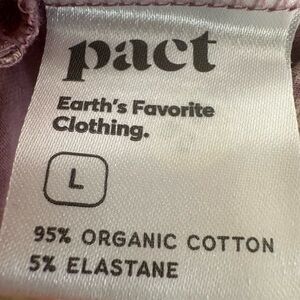 pact
Earth's Favorite
Clothing.
L
95% ORGANIC COTTON
5% ELASTANE